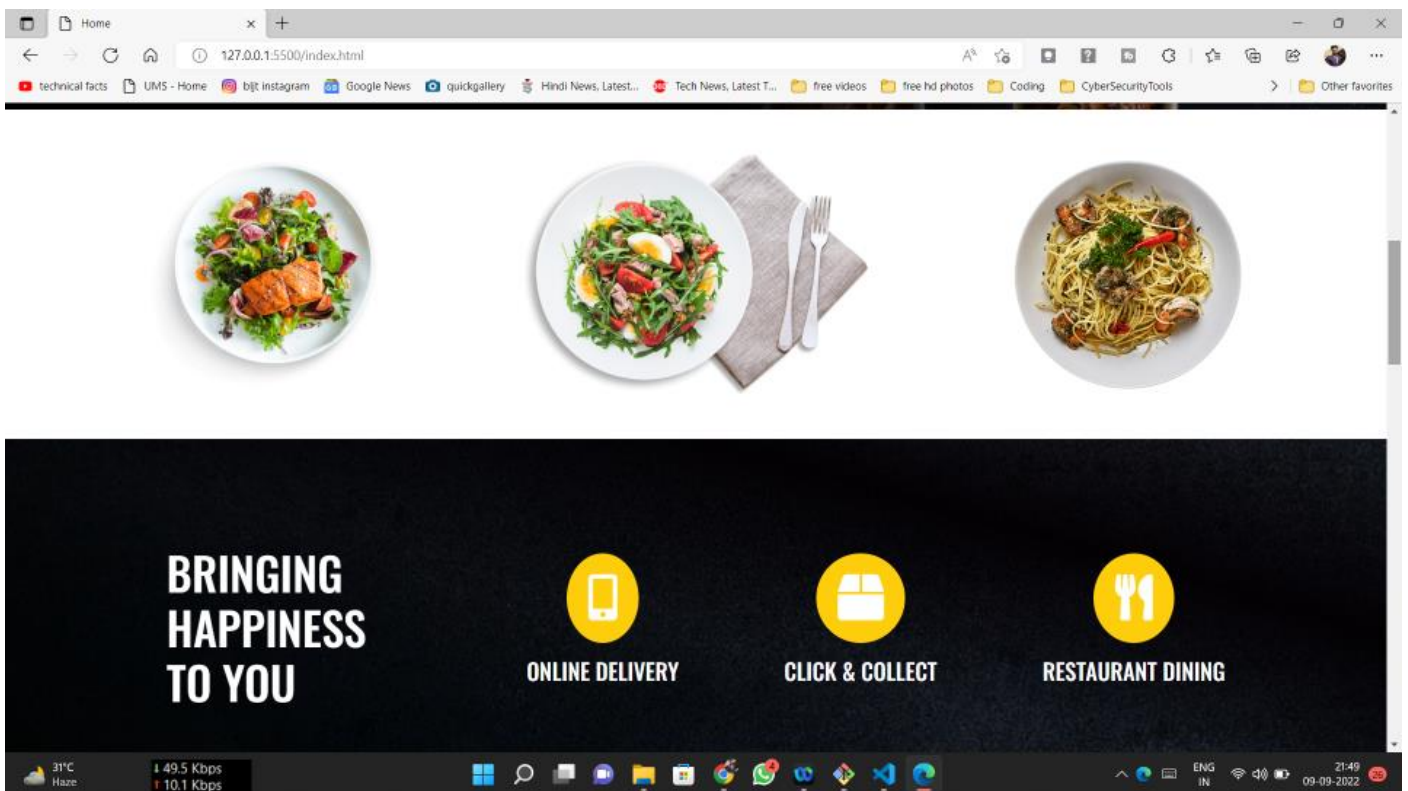 Home
127.0.0.1:5500/index.html
technical facts
UMS - Home
bljt instagram
Google News
quickgallery
Hindi News, Latest...
Tech News, Latest T...
free videos
free hd photos
Coding
CyberSecurityTools
Other favorites
BRINGING
HAPPINESS
TO YOU
ONLINE DELIVERY
CLICK & COLLECT
RESTAURANT DINING
31°C
Haze
49.5 Kbps
10.1 Kbps
ENG
IN
21:49
09-09-2022
26